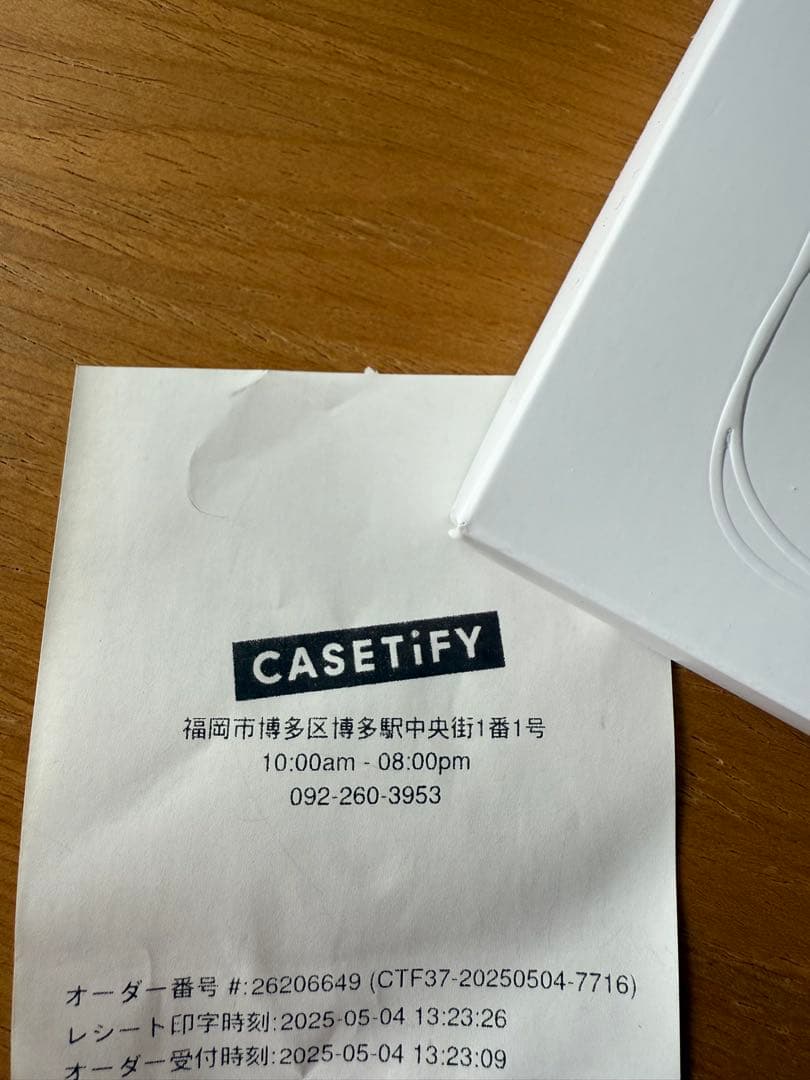 CASETiFY
福岡市博多区博多駅中央街1番1号
10:00am - 08:00pm
092-260-3953
オーダー番号 #:26206649 (CTF37-20250504-7716)
レシート印字時刻:2025-05-04 13:23:26
オーダー受付時刻:2025-05-04 13:23:09